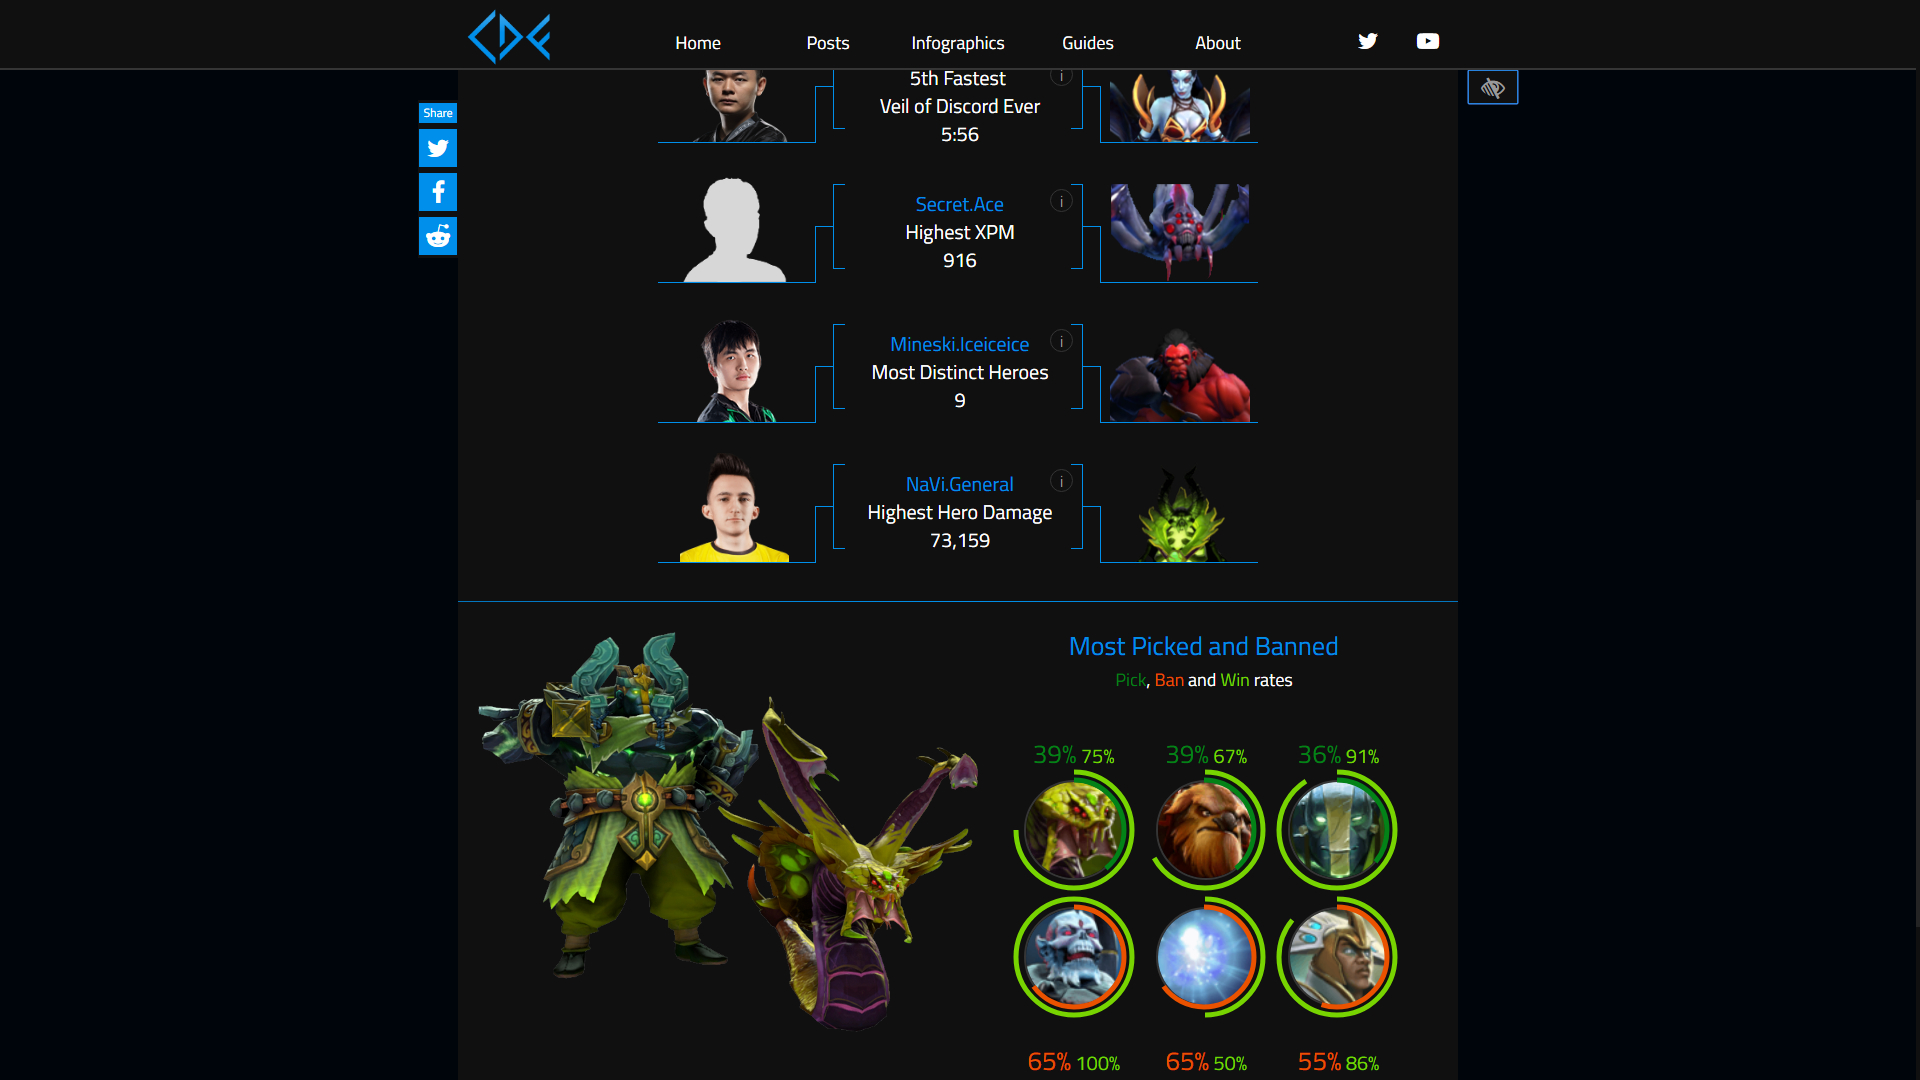 Home
Posts
Infographics
Guides
About
Share
5th Fastest
Veil of Discord Ever
5:56
Secret.Ace
Highest XPM
916
Mineski.Iceiceice
Most Distinct Heroes
9
NaVi.General
Highest Hero Damage
73,159
Most Picked and Banned
Pick, Ban and Win rates
39% 75%
39% 67%
36% 91%
65% 100%
65% 50%
55% 86%